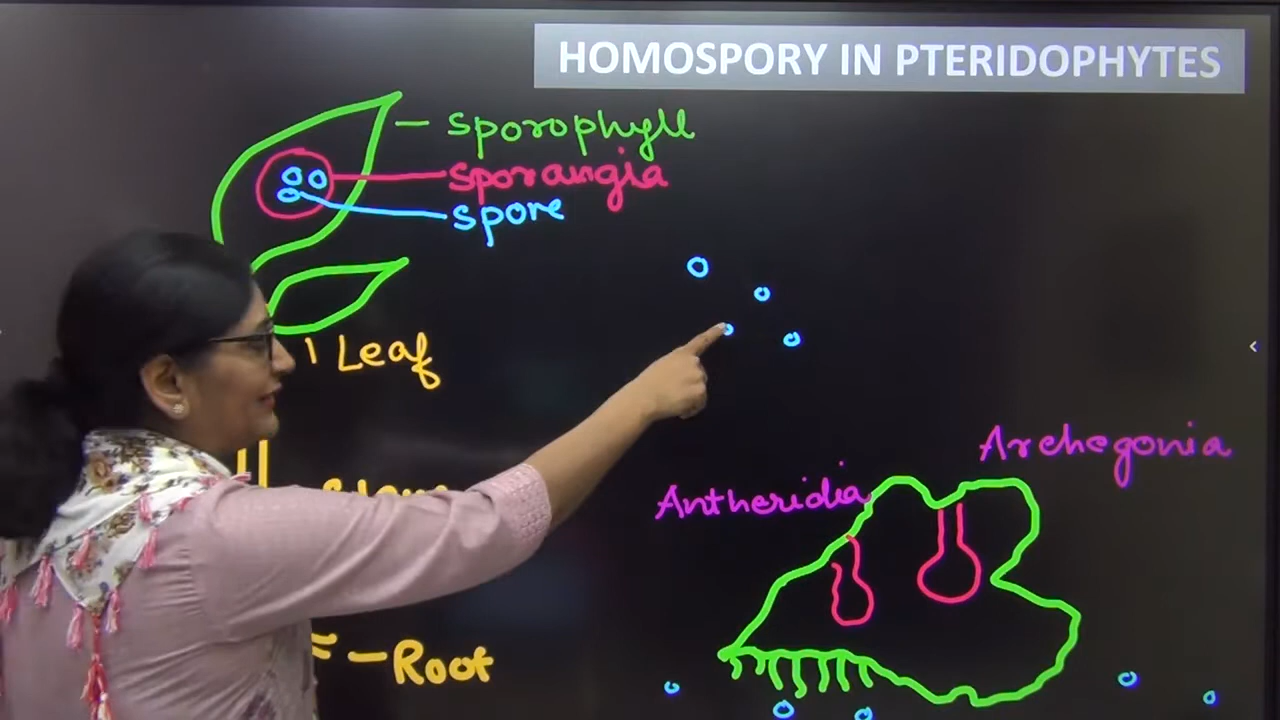 HOMOSPORY IN PTERIDOPHYTES
Sporophyll
Sporangia
Spore
Leaf
Archegonia
Antheridia
Root